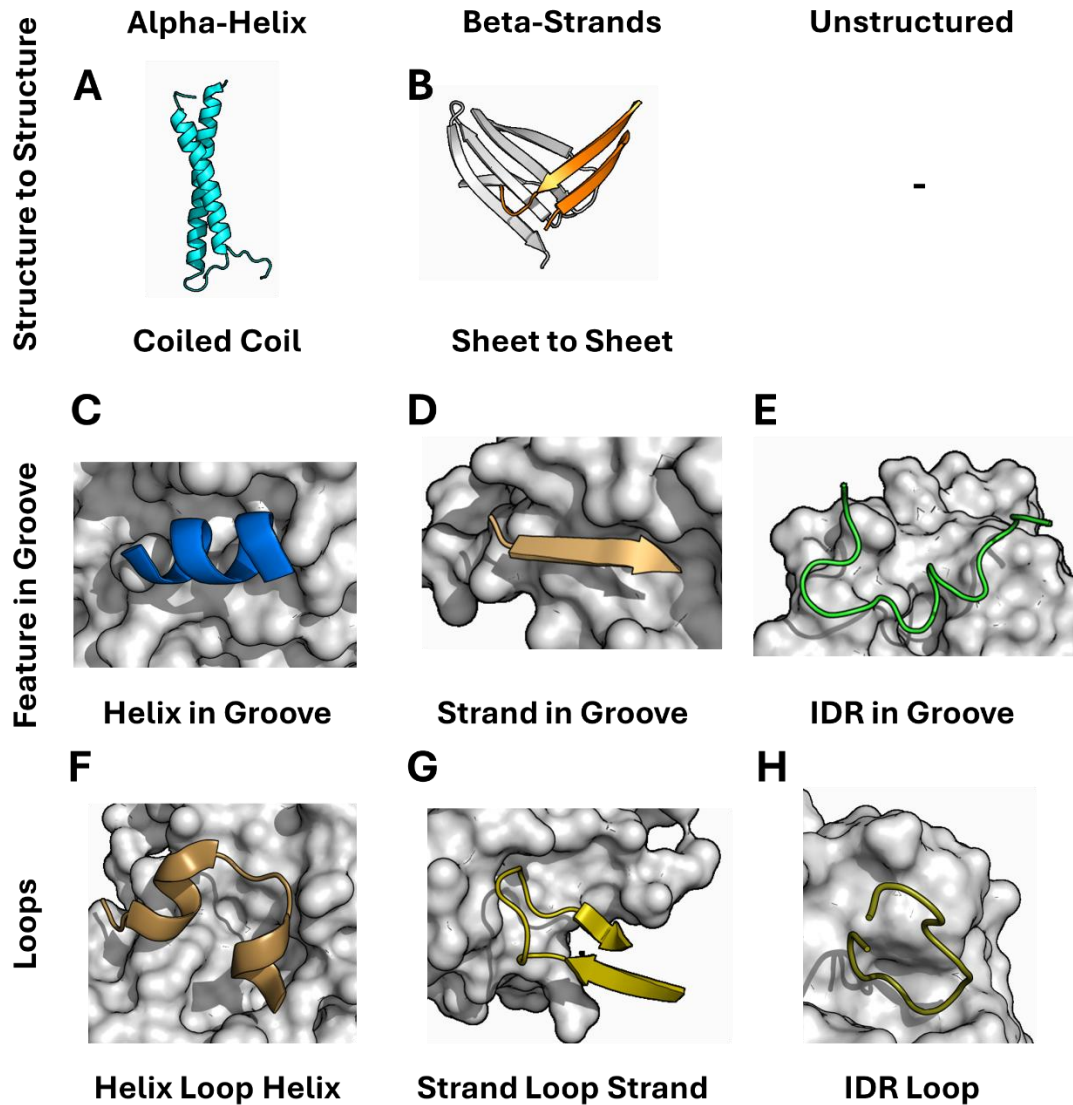 Alpha-Helix
Beta-Strands
Unstructured
Structure to Structure
A
B
-
Coiled Coil
Sheet to Sheet
Feature in Groove
C
D
E
Helix in Groove
Strand in Groove
IDR in Groove
Loops
F
G
H
Helix Loop Helix
Strand Loop Strand
IDR Loop